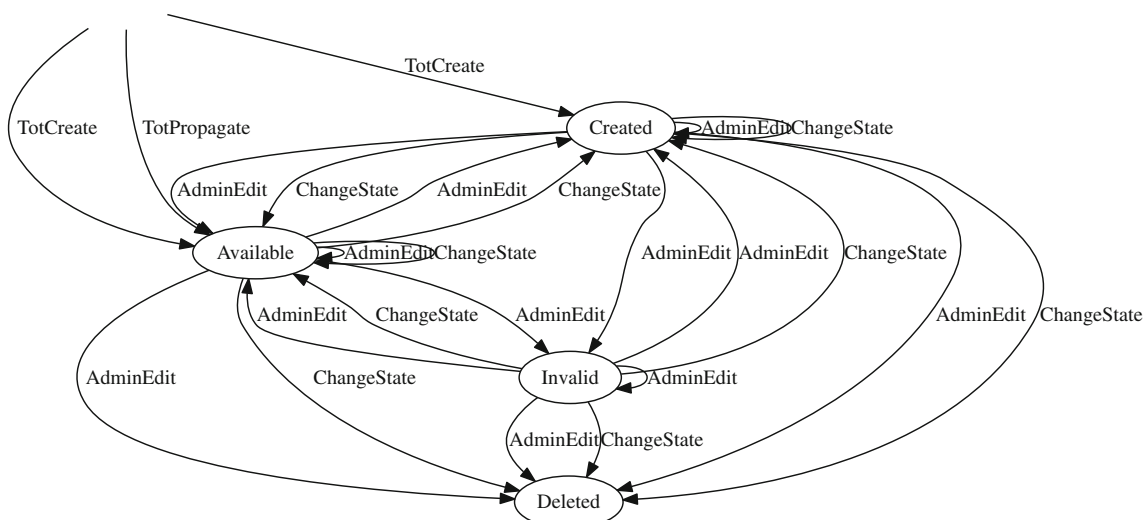 TotCreate
TotCreate
TotPropagate
Created
AdminEdit
ChangeState
AdminEdit
ChangeState
AdminEdit
ChangeState
Available
AdminEdit
ChangeState
AdminEdit
AdminEdit
ChangeState
AdminEdit
ChangeState
AdminEdit
AdminEdit
ChangeState
AdminEdit
ChangeState
Invalid
AdminEdit
AdminEdit
ChangeState
Deleted